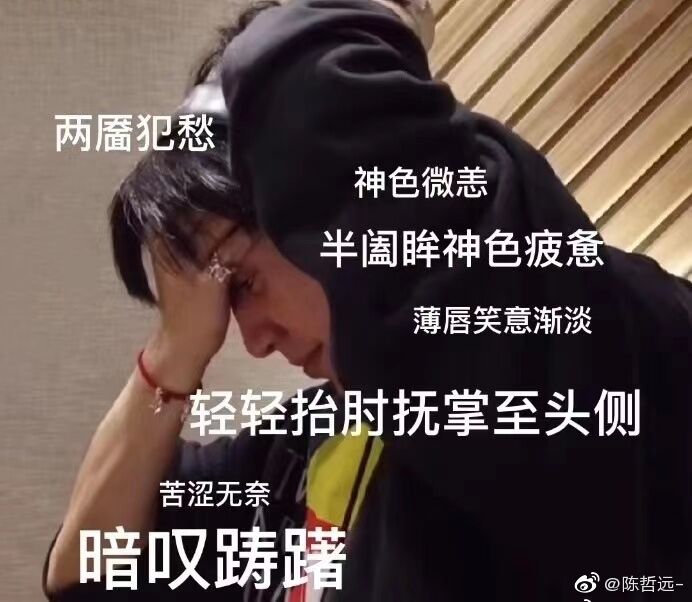 两靥犯愁
神色微恙
半阖眸神色疲惫
薄唇笑意渐淡
轻轻抬肘抚掌至头侧
苦涩无奈
暗叹踌躇
@陈哲远-